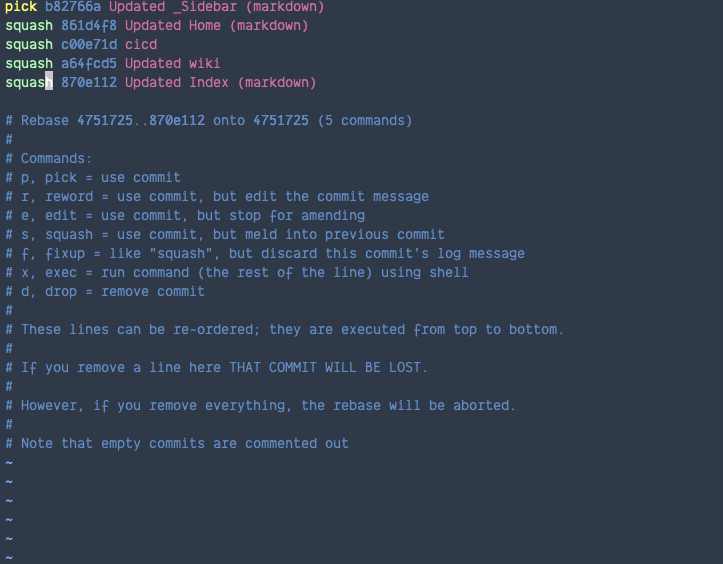 pick b82766a Updated _Sidebar (markdown)
squash 861d4f8 Updated Home (markdown)
squash c00e71d cicd
squash a64fcd5 Updated wiki
squash 870e112 Updated Index (markdown)

# Rebase 4751725..870e112 onto 4751725 (5 commands)
#
# Commands:
# p, pick = use commit
# r, reword = use commit, but edit the commit message
# e, edit = use commit, but stop for amending
# s, squash = use commit, but meld into previous commit
# f, fixup = like "squash", but discard this commit's log message
# x, exec = run command (the rest of the line) using shell
# d, drop = remove commit
#
# These lines can be re-ordered; they are executed from top to bottom.
#
# If you remove a line here THAT COMMIT WILL BE LOST.
#
# However, if you remove everything, the rebase will be aborted.
#
# Note that empty commits are commented out
~
~
~
~
~
~